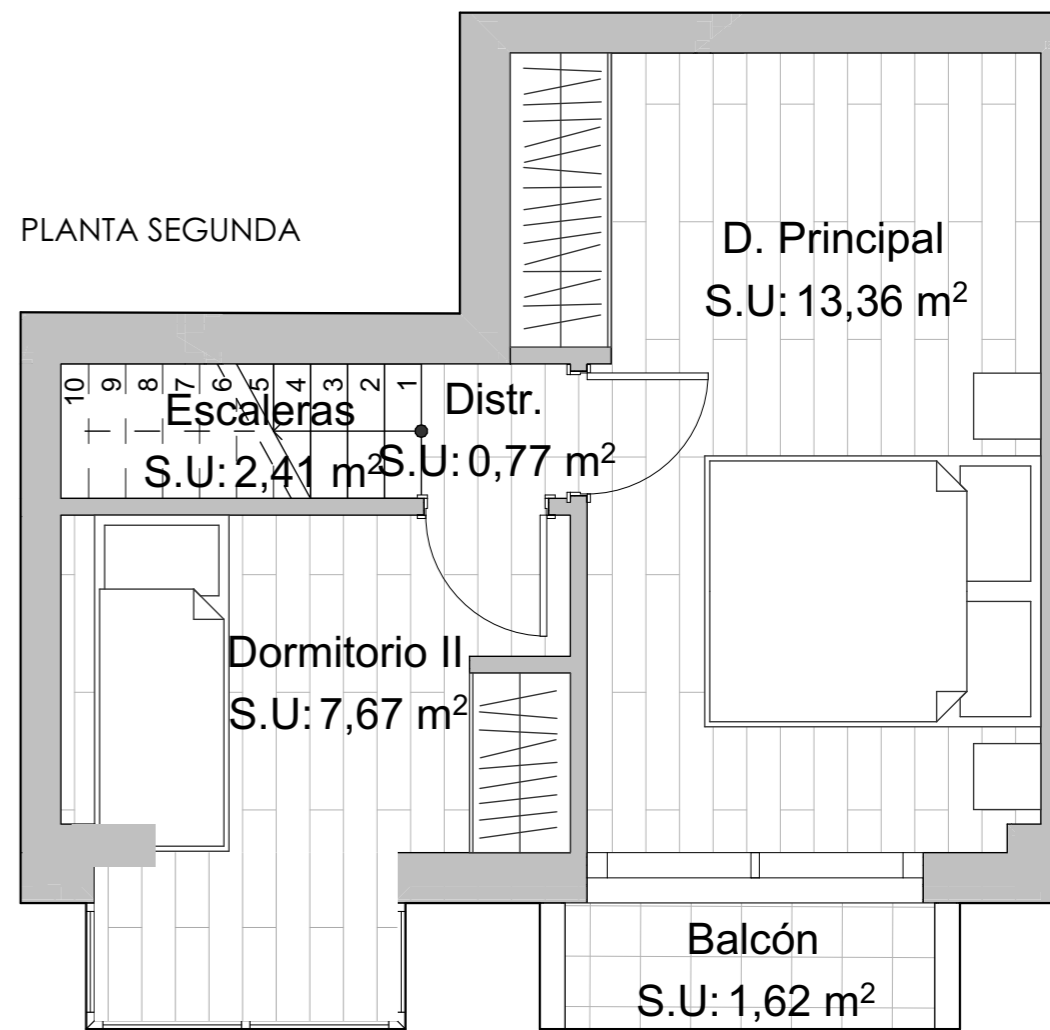 PLANTA SEGUNDA
D. Principal
S.U: 13,36 m²
10 9 8 7 6 5 4 3 2 1
Escaleras
S.U: 2,41 m²
Distr.
S.U: 0,77 m²
Dormitorio II
S.U: 7,67 m²
Balcón
S.U: 1,62 m²